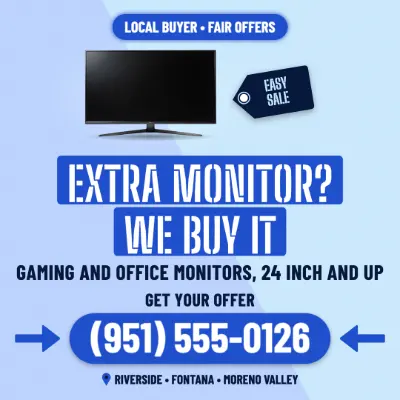 LOCAL BUYER • FAIR OFFERS
EASY
SALE
EXTRA MONITOR?
WE BUY IT
GAMING AND OFFICE MONITORS, 24 INCH AND UP
GET YOUR OFFER
(951) 555-0126
RIVERSIDE • FONTANA • MORENO VALLEY